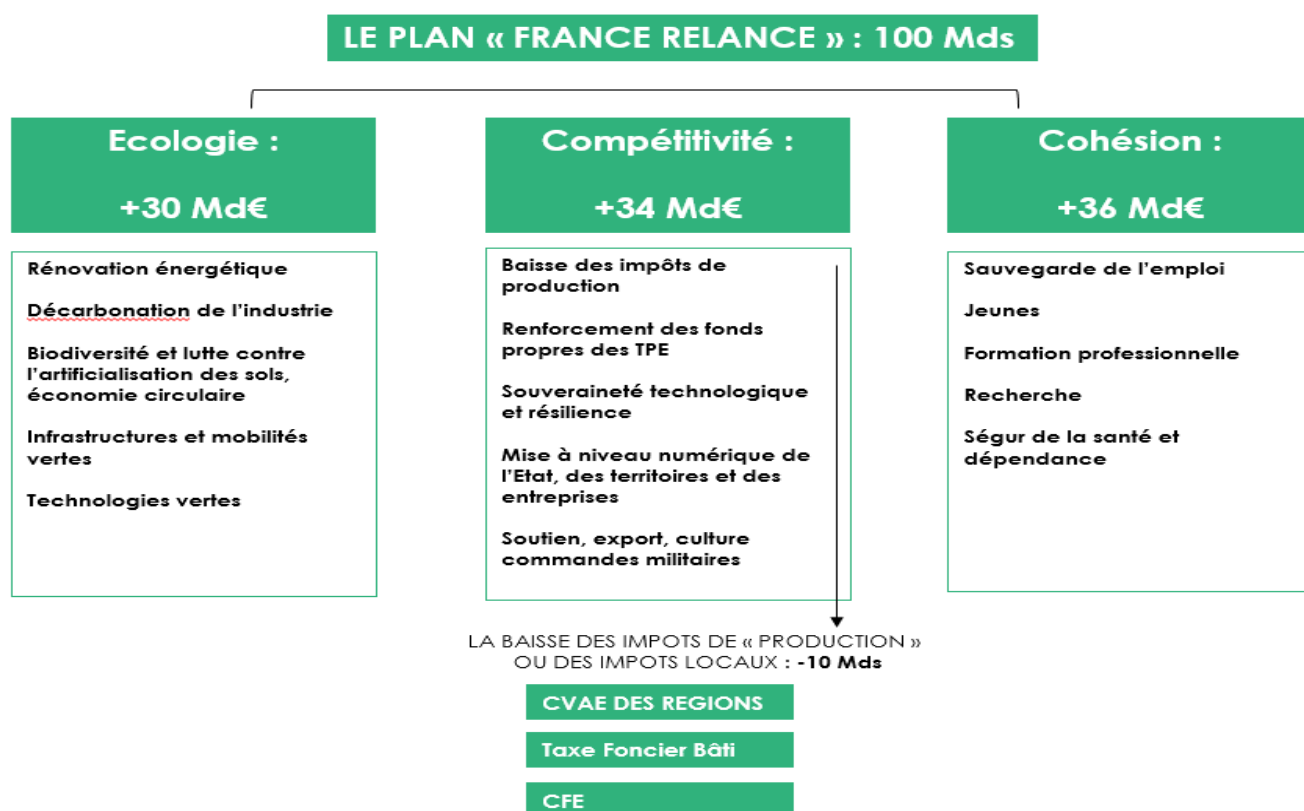 LE PLAN « FRANCE RELANCE » : 100 Mds
Ecologie :
+30 Md€
Rénovation énergétique
Décarbonation de l'industrie
Biodiversité et lutte contre
l'artificialisation des sols,
économie circulaire
Infrastructures et mobilités
vertes
Technologies vertes
Compétitivité :
+34 Md€
Baisse des impôts de
production
Renforcement des fonds
propres des TPE
Souveraineté technologique
et résilience
Mise à niveau numérique de
l'Etat, des territoires et des
entreprises
Soutien, export, culture
commandes militaires
Cohésion :
+36 Md€
Sauvegarde de l'emploi
Jeunes
Formation professionnelle
Recherche
Ségur de la santé et
dépendance
LA BAISSE DES IMPOTS DE « PRODUCTION »
OU DES IMPOTS LOCAUX : -10 Mds
CVAE DES REGIONS
Taxe Foncier Bâti
CFE